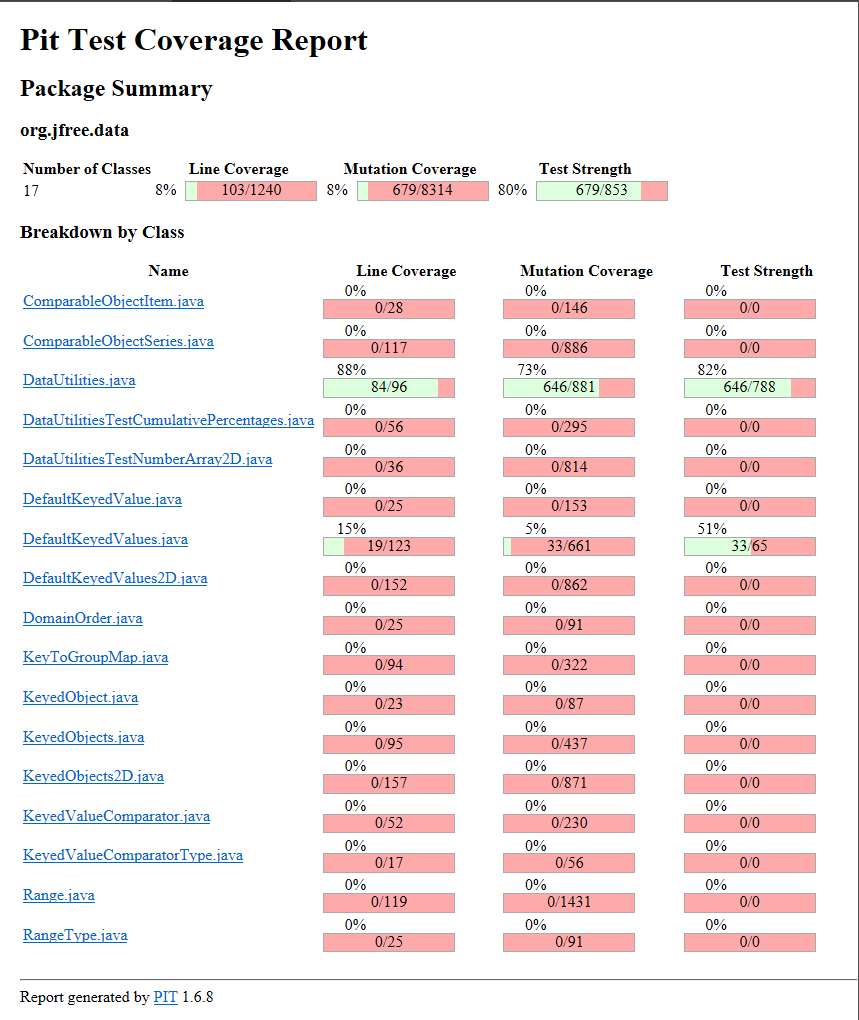 Pit Test Coverage Report
Package Summary
org.jfree.data
Number of Classes Line Coverage Mutation Coverage Test Strength
17 8% 103/1240 8% 679/8314 80% 679/853
Breakdown by Class
Name Line Coverage Mutation Coverage Test Strength
ComparableObjectItem.java 0% 0/28 0% 0/146 0% 0/0
ComparableObjectSeries.java 0% 0/117 0% 0/886 0% 0/0
DataUtilities.java 88% 84/96 73% 646/881 82% 646/788
DataUtilitiesTestCumulativePercentages.java 0% 0/56 0% 0/295 0% 0/0
DataUtilitiesTestNumberArray2D.java 0% 0/36 0% 0/814 0% 0/0
DefaultKeyedValue.java 0% 0/25 0% 0/153 0% 0/0
DefaultKeyedValues.java 15% 19/123 5% 33/661 51% 33/65
DefaultKeyedValues2D.java 0% 0/152 0% 0/862 0% 0/0
DomainOrder.java 0% 0/25 0% 0/91 0% 0/0
KeyToGroupMap.java 0% 0/94 0% 0/322 0% 0/0
KeyedObject.java 0% 0/23 0% 0/87 0% 0/0
KeyedObjects.java 0% 0/95 0% 0/437 0% 0/0
KeyedObjects2D.java 0% 0/157 0% 0/871 0% 0/0
KeyedValueComparator.java 0% 0/52 0% 0/230 0% 0/0
KeyedValueComparatorType.java 0% 0/17 0% 0/56 0% 0/0
Range.java 0% 0/119 0% 0/1431 0% 0/0
RangeType.java 0% 0/25 0% 0/91 0% 0/0
Report generated by PIT 1.6.8